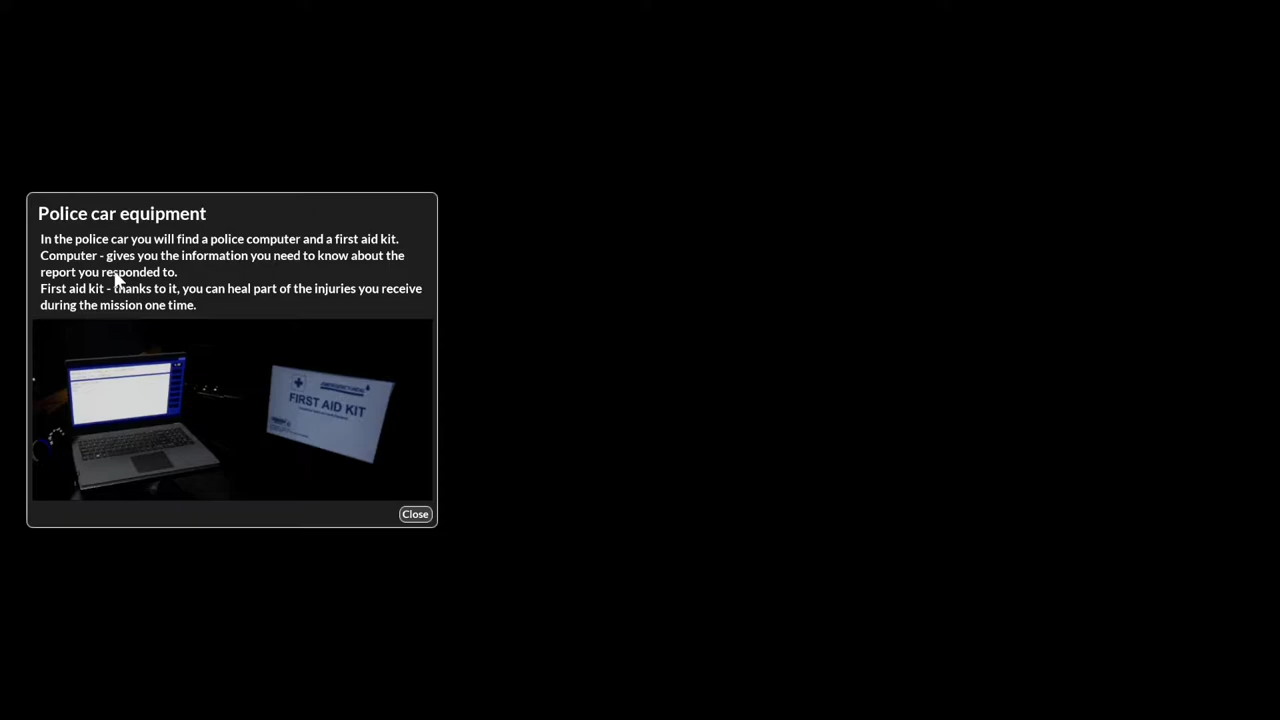 Police car equipment
In the police car you will find a police computer and a first aid kit.
Computer - gives you the information you need to know about the
report you responded to.
First aid kit - thanks to it, you can heal part of the injuries you receive
during the mission one time.
FIRST AID KIT
Close